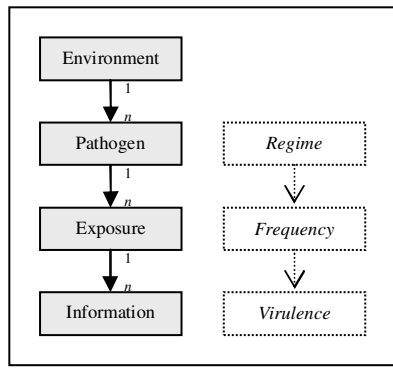 Environment
1
n
Pathogen
Regime
1
n
Exposure
Frequency
1
n
Information
Virulence